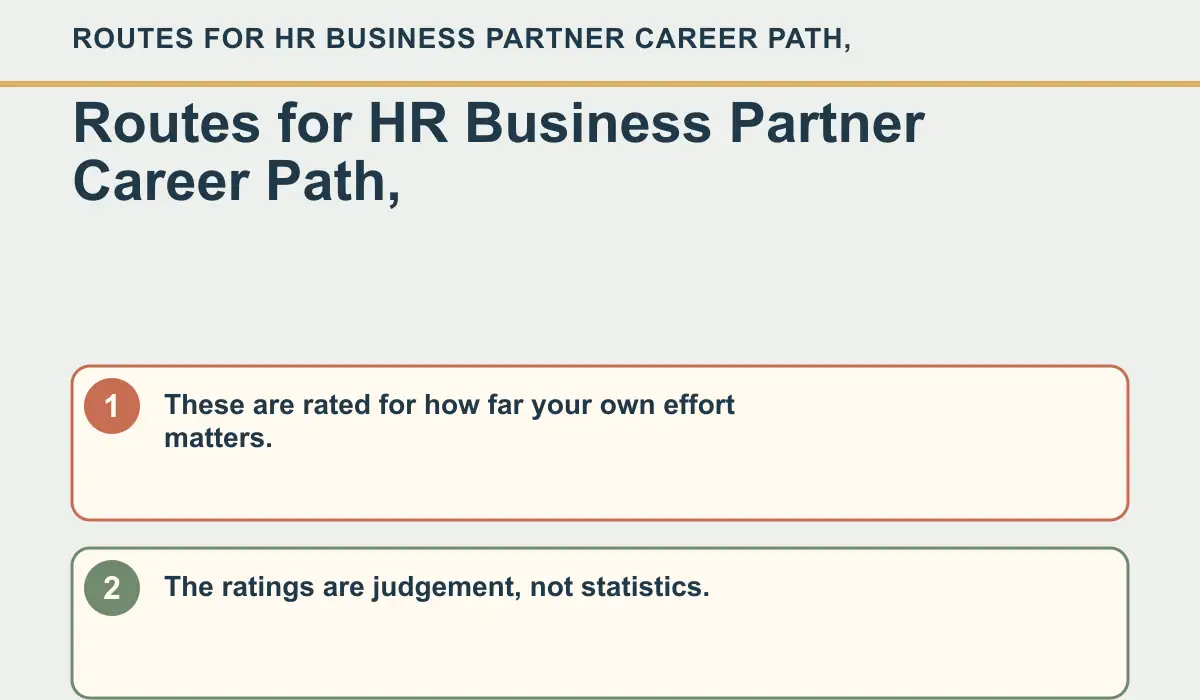 ROUTES FOR HR BUSINESS PARTNER CAREER PATH,
Routes for HR Business Partner
Career Path,
1
These are rated for how far your own effort
matters.
2
The ratings are judgement, not statistics.